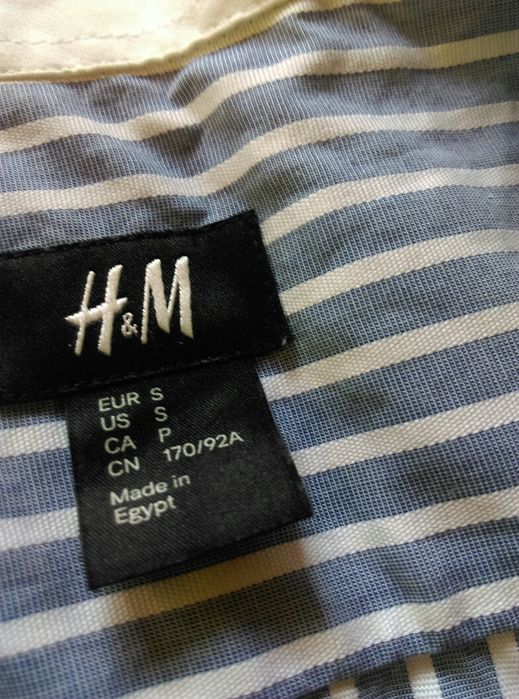 H&M
EUR S
US S
CA P
CN 170/92A
Made in
Egypt